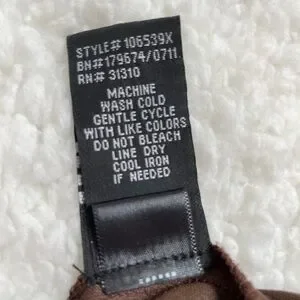 STYLE# 106539X
BN#179674/0711
RN# 31310
MACHINE
WASH COLD
GENTLE CYCLE
WITH LIKE COLORS
DO NOT BLEACH
LINE DRY
COOL IRON
IF NEEDED